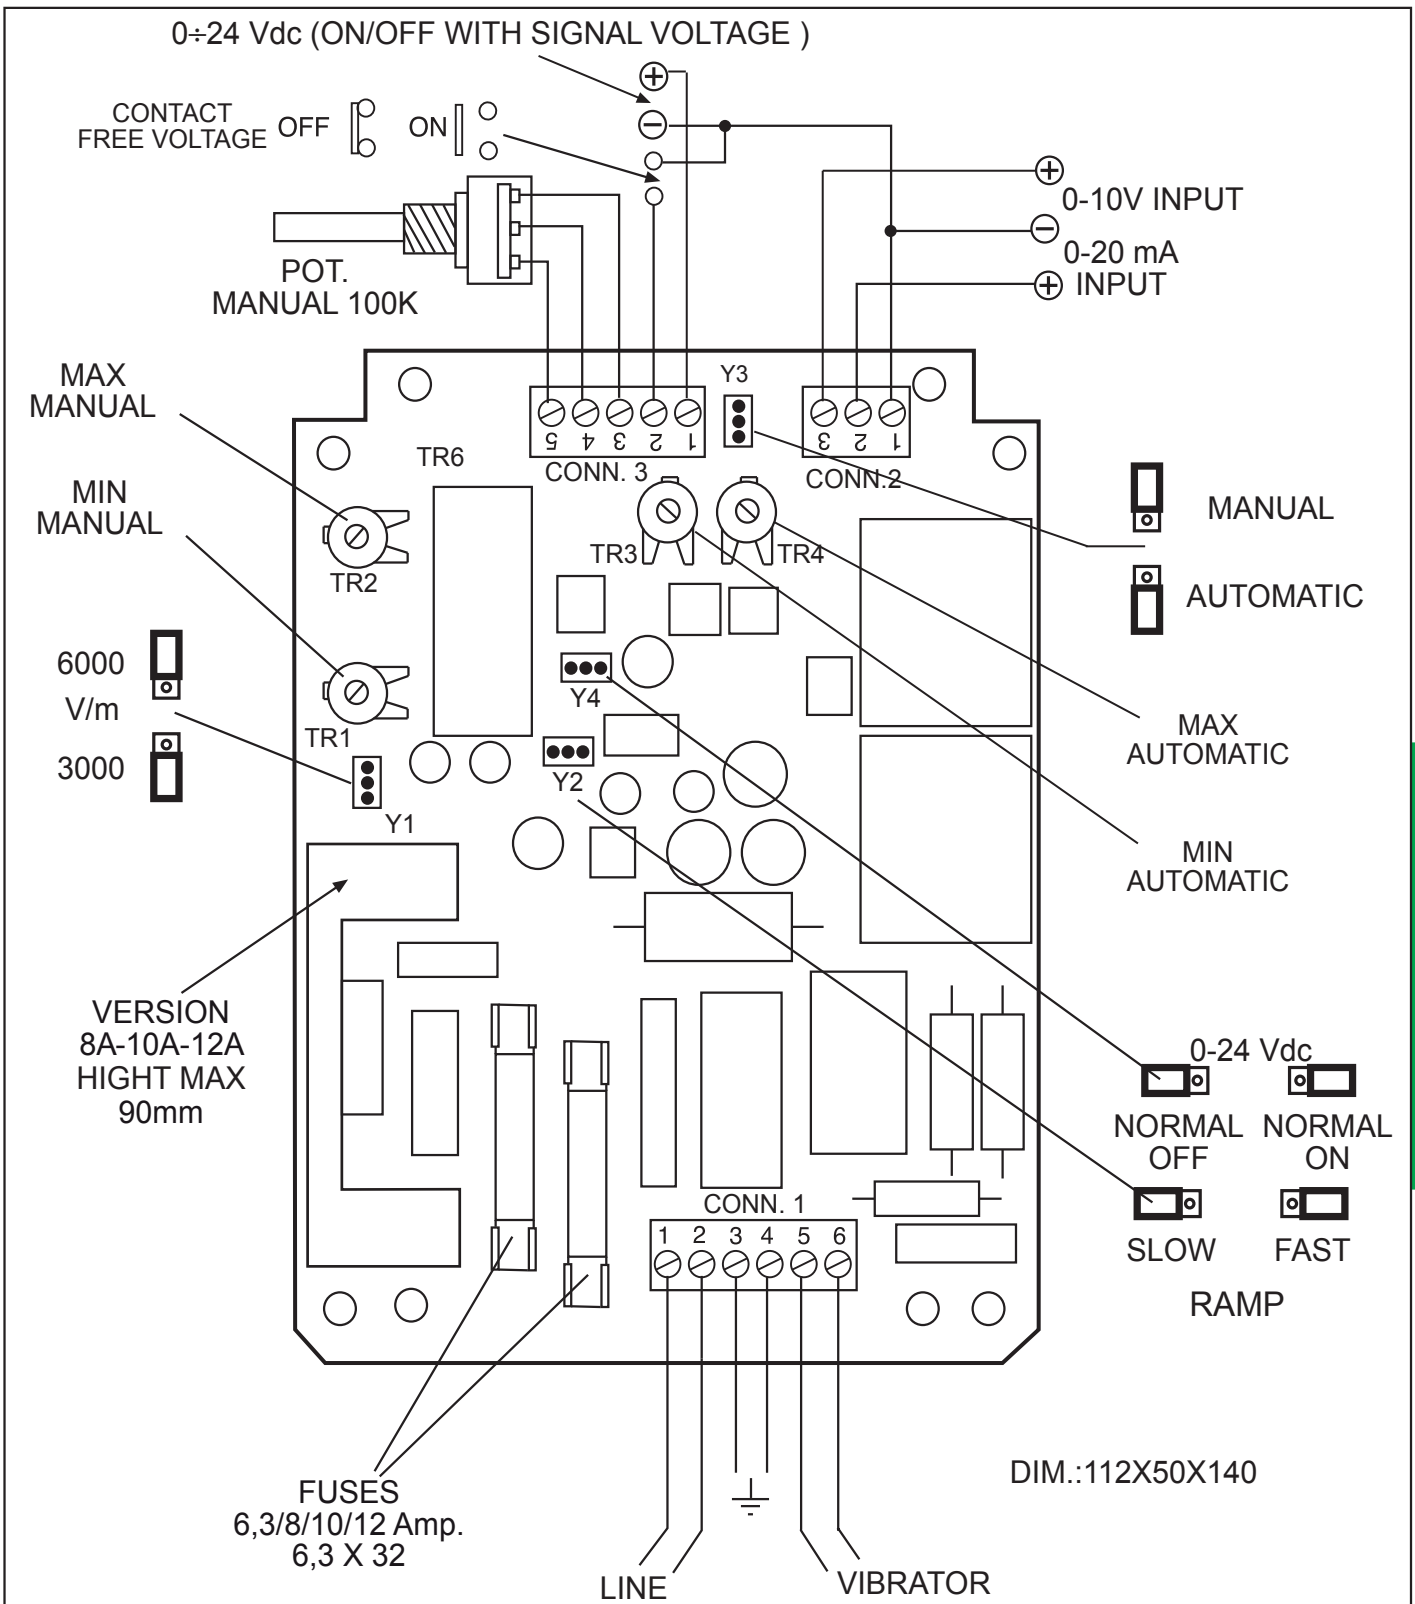 0÷24 Vdc (ON/OFF WITH SIGNAL VOLTAGE )
CONTACT
FREE VOLTAGE
OFF
ON
0-10V INPUT
0-20 mA
INPUT
POT.
MANUAL 100K
MAX
MANUAL
MIN
MANUAL
6000
V/m
3000
TR6
5 4 3 2 1
CONN. 3
Y3
3 2 1
CONN.2
MANUAL
AUTOMATIC
TR2
TR3
TR4
TR1
Y4
Y2
Y1
MAX
AUTOMATIC
MIN
AUTOMATIC
VERSION
8A-10A-12A
HIGHT MAX
90mm
0-24 Vdc
NORMAL
OFF
NORMAL
ON
SLOW
FAST
RAMP
CONN. 1
1 2 3 4 5 6
FUSES
6,3/8/10/12 Amp.
6,3 X 32
LINE
VIBRATOR
DIM.:112X50X140